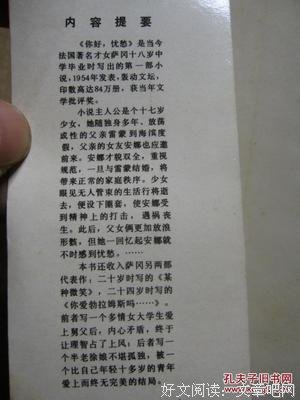 内容提要
《你好,忧愁》是当今
法国著名才女萨冈十八岁中
学毕业时写出的第一部小
说,1954年发表,轰动文坛,
印数高达84万册,获当年文
学批评奖。
小说主人公是个十七岁
少女,她随独身多年、放荡
成性的父亲雷蒙到海滨度
假,父亲的女友安娜也应邀
前来。安娜才貌双全,重视
规范,一旦与雷蒙结婚,将
带来正常的家庭秩序。少女
眼见无人管束的生活行将逝
去,便设下圈套,使安娜受
到精神上的打击,遇祸丧
生。此后,父女俩更加放浪
形骸,但她一回忆起安娜就
不时感到忧愁。……
本书还收入萨冈另两部
代表作:二十岁时写的《某
种微笑》,二十四岁时写的
《你爱勃拉姆斯吗……》。
前者写一个多情女大学生爱
上舅父后,内心矛盾,终于
让理智占了上风;后者写一
个半老徐娘不堪孤独,被一
个比自己年轻十多岁的青年
爱上而终无完美的结局。
孔夫子旧书网
好文阅读:文章吧网